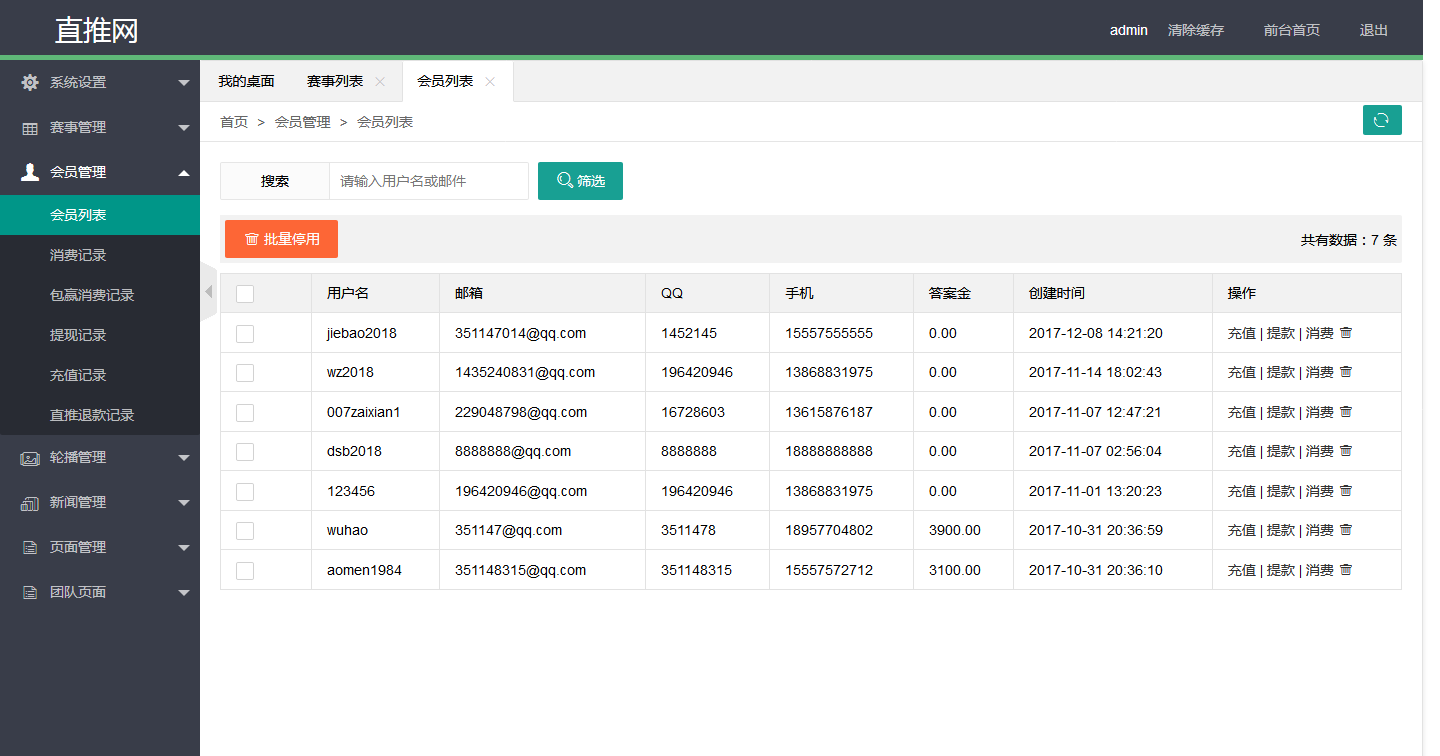 直推网
admin 清除缓存 前台首页 退出
系统设置
赛事管理
会员管理
会员列表
消费记录
包赢消费记录
提现记录
充值记录
直推退款记录
轮播管理
新闻管理
页面管理
团队页面
我的桌面 赛事列表 会员列表
首页 > 会员管理 > 会员列表
搜索 请输入用户名或邮件 筛选
批量停用 共有数据：7 条
用户名 邮箱 QQ 手机 答案金 创建时间 操作
jiebao2018 351147014@qq.com 1452145 15557555555 0.00 2017-12-08 14:21:20 充值 | 提款 | 消费
wz2018 1435240831@qq.com 196420946 13868831975 0.00 2017-11-14 18:02:43 充值 | 提款 | 消费
007zaixian1 229048798@qq.com 16728603 13615876187 0.00 2017-11-07 12:47:21 充值 | 提款 | 消费
dsb2018 8888888@qq.com 8888888 18888888888 0.00 2017-11-07 02:56:04 充值 | 提款 | 消费
123456 196420946@qq.com 196420946 13868831975 0.00 2017-11-01 13:20:23 充值 | 提款 | 消费
wuhao 351147@qq.com 3511478 18957704802 3900.00 2017-10-31 20:36:59 充值 | 提款 | 消费
aomen1984 351148315@qq.com 351148315 15557572712 3100.00 2017-10-31 20:36:10 充值 | 提款 | 消费